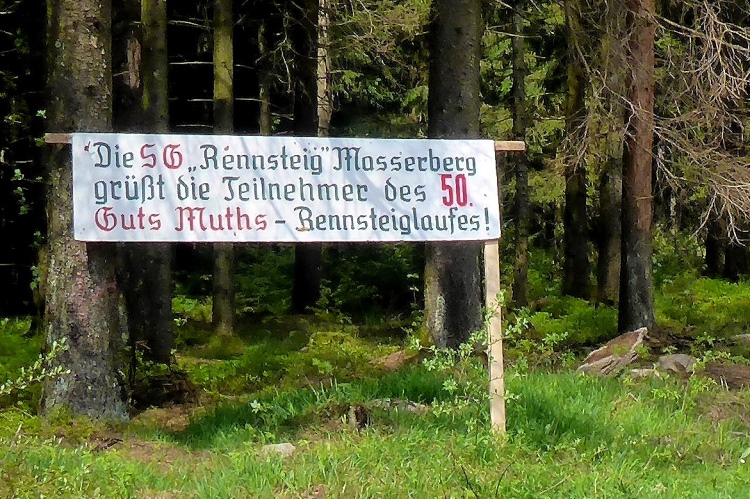 Die SG „Rennsteig" Masserberg
grüßt die Teilnehmer des 50.
Guts Muths - Rennsteiglaufes!